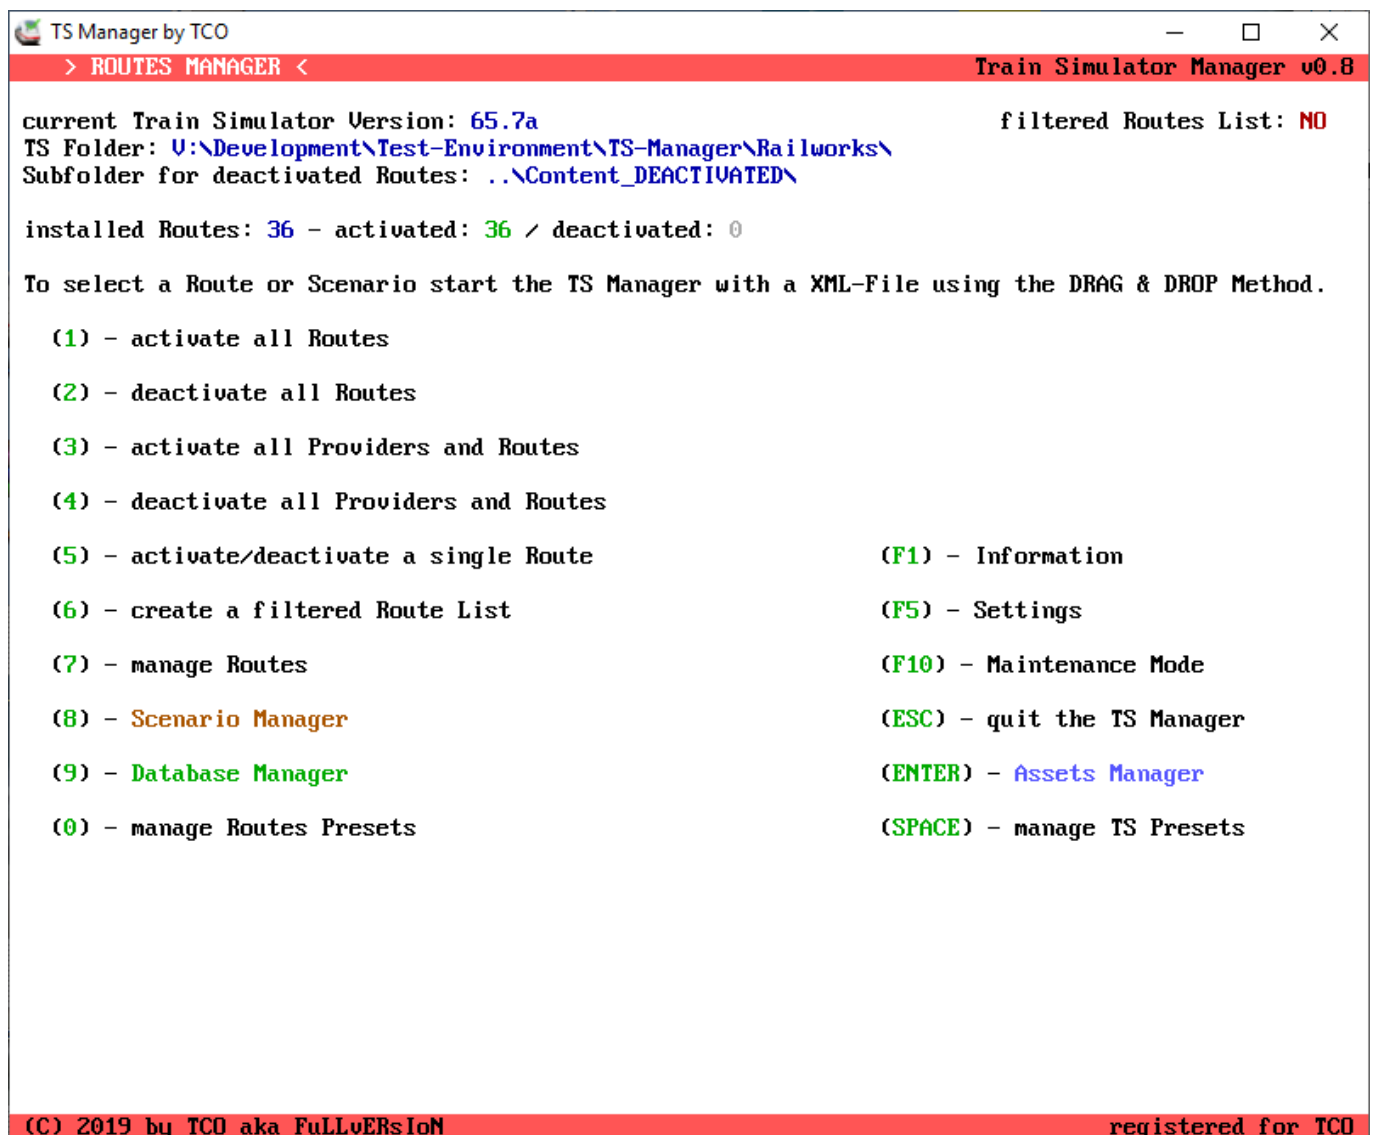 TS Manager by TCO
> ROUTES MANAGER < Train Simulator Manager v0.8
current Train Simulator Version: 65.7a filtered Routes List: NO
TS Folder: V:\Development\Test-Environment\TS-Manager\Railworks\
Subfolder for deactivated Routes: ..\Content_DEACTIVATED\
installed Routes: 36 - activated: 36 / deactivated: 0
To select a Route or Scenario start the TS Manager with a XML-File using the DRAG & DROP Method.
(1) - activate all Routes
(2) - deactivate all Routes
(3) - activate all Providers and Routes
(4) - deactivate all Providers and Routes
(5) - activate/deactivate a single Route (F1) - Information
(6) - create a filtered Route List (F5) - Settings
(7) - manage Routes (F10) - Maintenance Mode
(8) - Scenario Manager (ESC) - quit the TS Manager
(9) - Database Manager (ENTER) - Assets Manager
(0) - manage Routes Presets (SPACE) - manage TS Presets
(C) 2019 by TCO aka FuLLvERsIoN registered for TCO